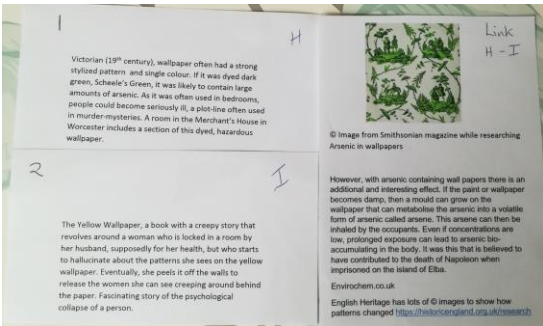 1
H
Victorian (19th century), wallpaper often had a strong
stylized pattern and single colour. If it was dyed dark
green, Scheele's Green, it was likely to contain large
amounts of arsenic. As it was often used in bedrooms,
people could become seriously ill, a plot-line often used
in murder-mysteries. A room in the Merchant's House in
Worcester includes a section of this dyed, hazardous
wallpaper.
2
I
The Yellow Wallpaper, a book with a creepy story that
revolves around a woman who is locked in a room by
her husband, supposedly for her health, but who starts
to hallucinate about the patterns she sees on the yellow
wallpaper. Eventually, she peels it off the walls to
release the women she can see creeping around behind
the paper. Fascinating story of the psychological
collapse of a person.
Link
H - I
© Image from Smithsonian magazine while researching
Arsenic in wallpapers
However, with arsenic containing wall papers there is an
additional and interesting effect. If the paint or wallpaper
becomes damp, then a mould can grow on the
wallpaper that can metabolise the arsenic into a volatile
form of arsenic called arsene. This arsene can then be
inhaled by the occupants. Even if concentrations are
low, prolonged exposure can lead to arsenic bio-
accumulating in the body. It was this that is believed to
have contributed to the death of Napoleon when
imprisoned on the island of Elba.
Envirochem.co.uk
English Heritage has lots of © images to show how
patterns changed https://historicengland.org.uk/research